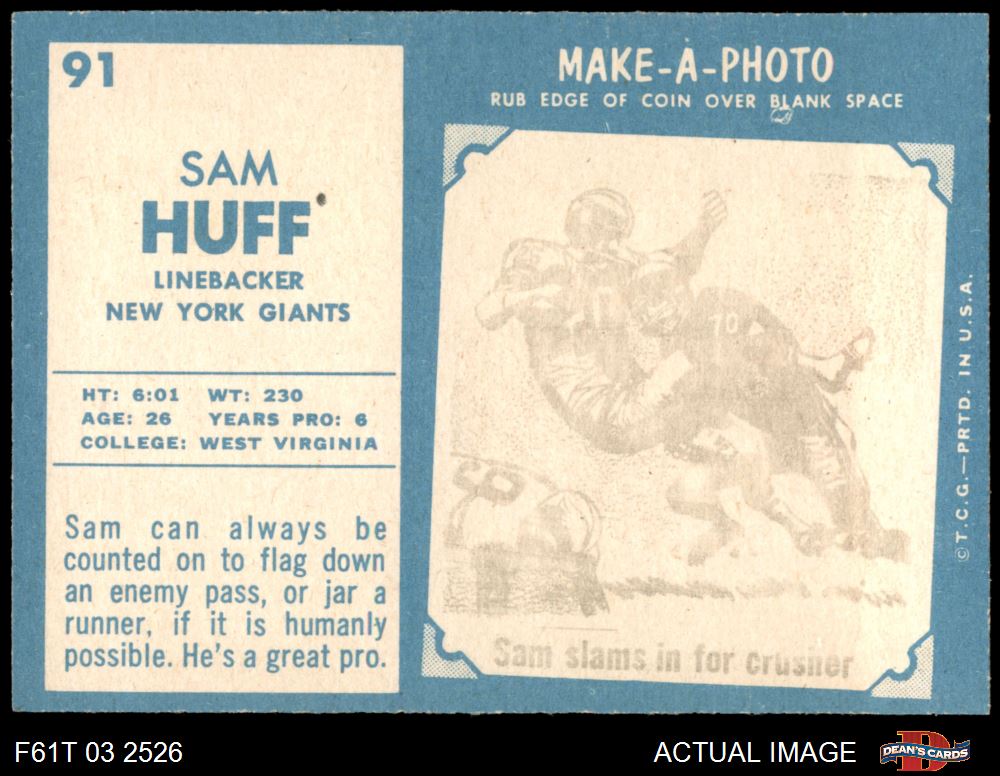 91
SAM
HUFF
LINEBACKER
NEW YORK GIANTS
HT: 6:01 WT: 230
AGE: 26 YEARS PRO: 6
COLLEGE: WEST VIRGINIA
Sam can always be
counted on to flag down
an enemy pass, or jar a
runner, if it is humanly
possible. He's a great pro.
MAKE-A-PHOTO
RUB EDGE OF COIN OVER BLANK SPACE
70
Sam slams in for crusher
© T.C.G.—PRTD. IN U.S.A.
F61T 03 2526
ACTUAL IMAGE
DEAN'S CARDS